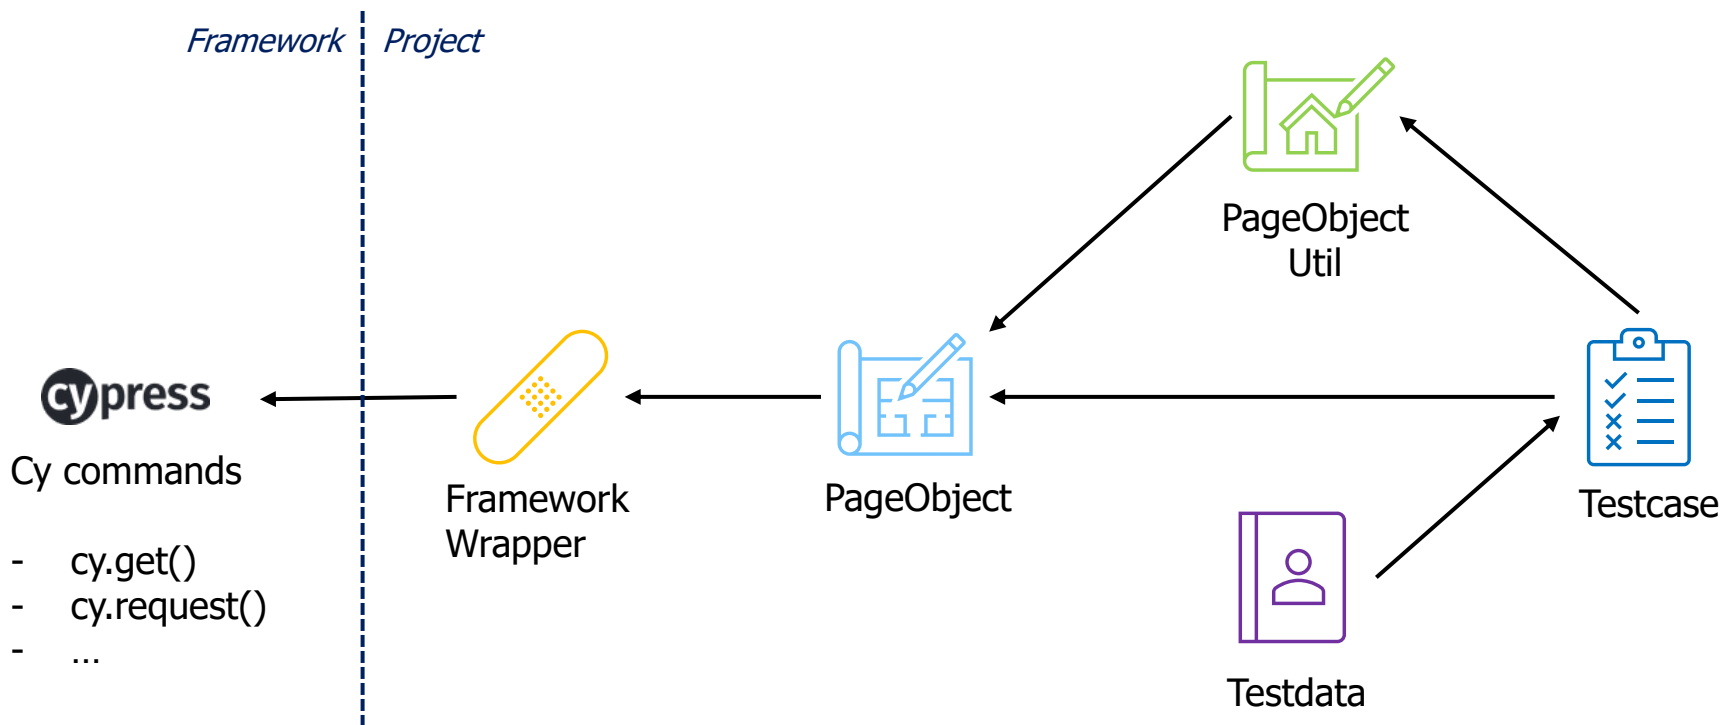 Framework
Project
PageObject
Util
cypress
Cy commands
- cy.get()
- cy.request()
- ...
Framework
Wrapper
PageObject
Testcase
Testdata